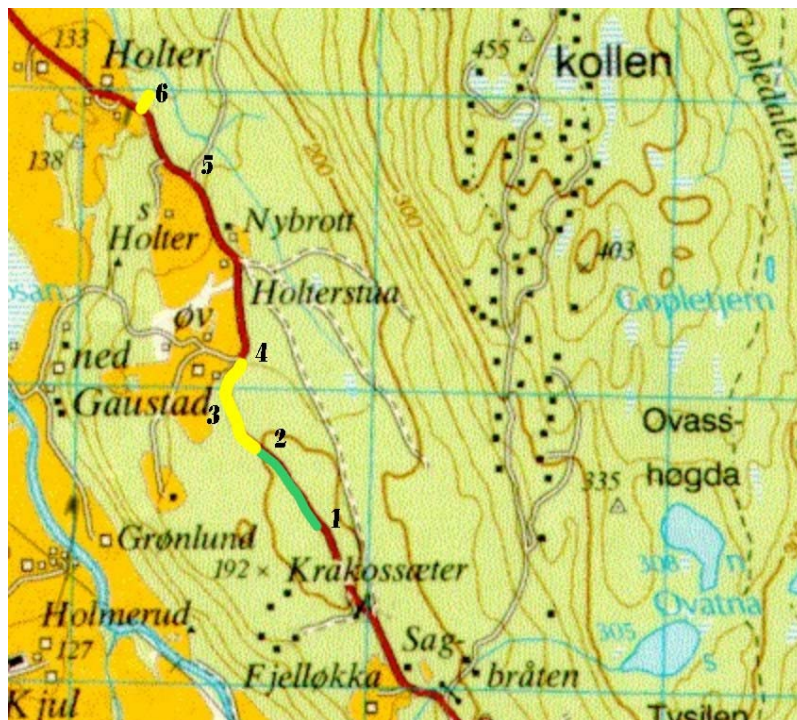 133
Holter
455
kollen
Gopledalen
6
138
5
200
300
s
Holter
Nybrott
403
Holterstua
Gopletjern
øv
4
ned
Gaustad
3
2
Ovass-
høgda
335
1
Grønlund
192
Krakossæter
308
n
Ovatna
305
s
Holmerud
127
Sag-
bråten
Fjelløkka
Kjul
Tysilen